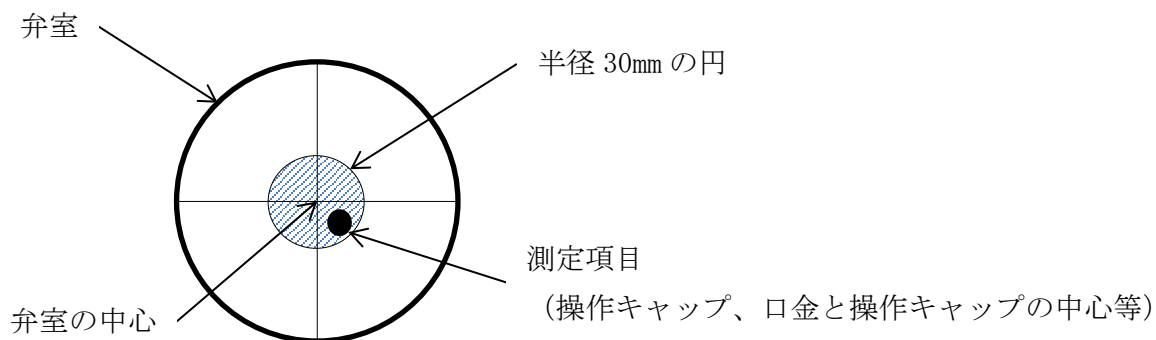 弁室
半径 30mm の円
測定項目
(操作キャップ、口金と操作キャップの中心等)
弁室の中心